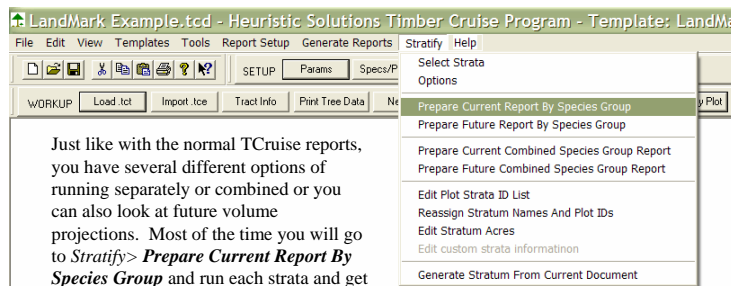 LandMark Example.tcd - Heuristic Solutions Timber Cruise Program - Template: LandMa
File Edit View Templates Tools Report Setup Generate Reports Stratify Help
SETUP Params Specs/P
WORKUP Load .tct Import .tce Tract Info Print Tree Data Ne
y Plot
Select Strata
Options
Prepare Current Report By Species Group
Prepare Future Report By Species Group
Prepare Current Combined Species Group Report
Prepare Future Combined Species Group Report
Edit Plot Strata ID List
Reassign Stratum Names And Plot IDs
Edit Stratum Acres
Edit custom strata informatinon
Generate Stratum From Current Document
Just like with the normal TCruise reports,
you have several different options of
running separately or combined or you
can also look at future volume
projections. Most of the time you will go
to Stratify> Prepare Current Report By
Species Group and run each strata and get